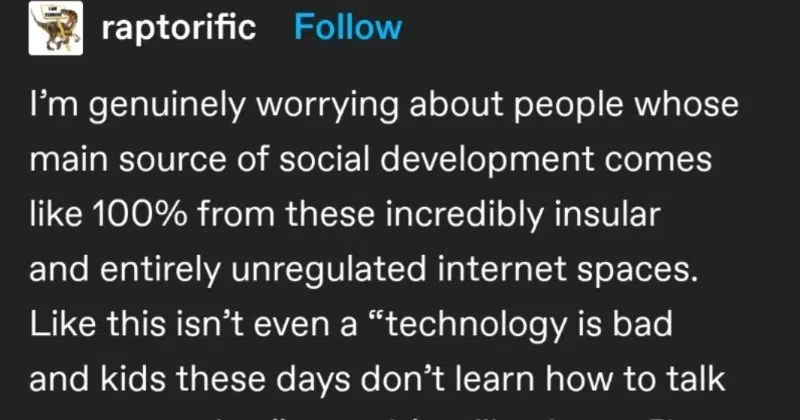 raptorific Follow
I’m genuinely worrying about people whose
main source of social development comes
like 100% from these incredibly insular
and entirely unregulated internet spaces.
Like this isn’t even a “technology is bad
and kids these days don’t learn how to talk